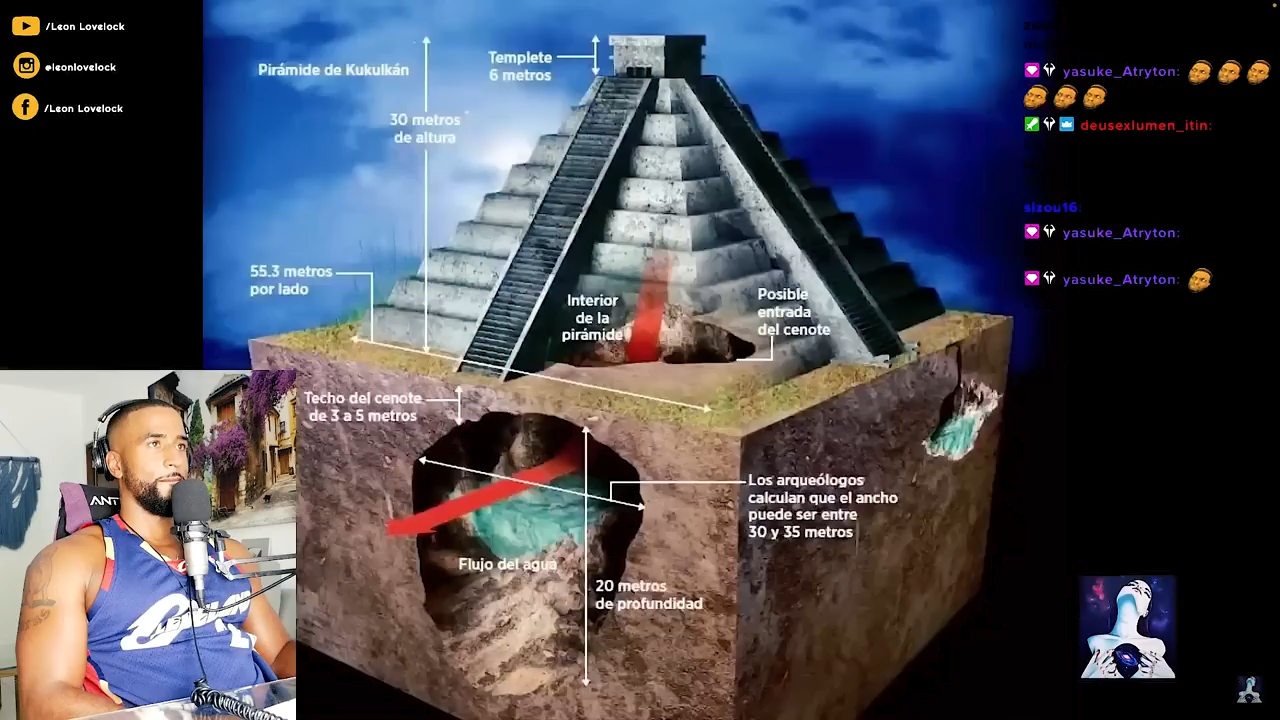 /Leon Lovelock
@leonlovelock
/Leon Lovelock
Pirámide de Kukulkán
Templete
6 metros
30 metros
de altura
55.3 metros
por lado
Interior
de la
pirámide
Posible
entrada
del cenote
Techo del cenote
de 3 a 5 metros
Los arqueólogos
calculan que el ancho
puede ser entre
30 y 35 metros
Flujo del agua
20 metros
de profundidad
yasuke_Atryton:
deusexlumen_itin:
sizou16:
yasuke_Atryton:
yasuke_Atryton:
ANT